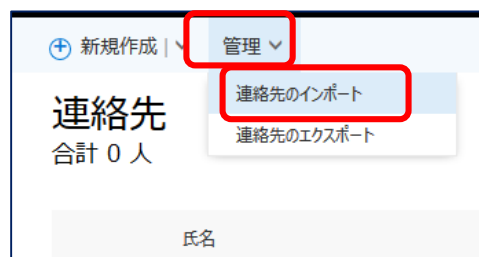 新規作成 | 管理
連絡先のインポート
連絡先のエクスポート
連絡先
合計 0 人
氏名